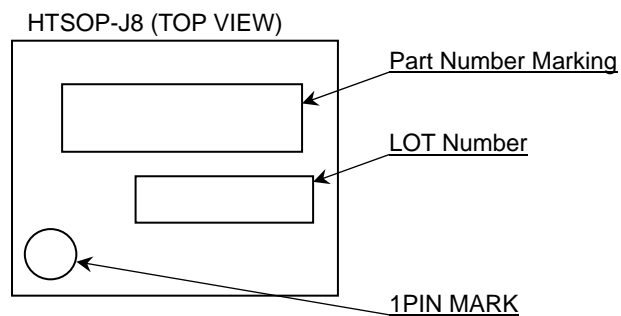 HTSOP-J8 (TOP VIEW)
Part Number Marking
LOT Number
1PIN MARK